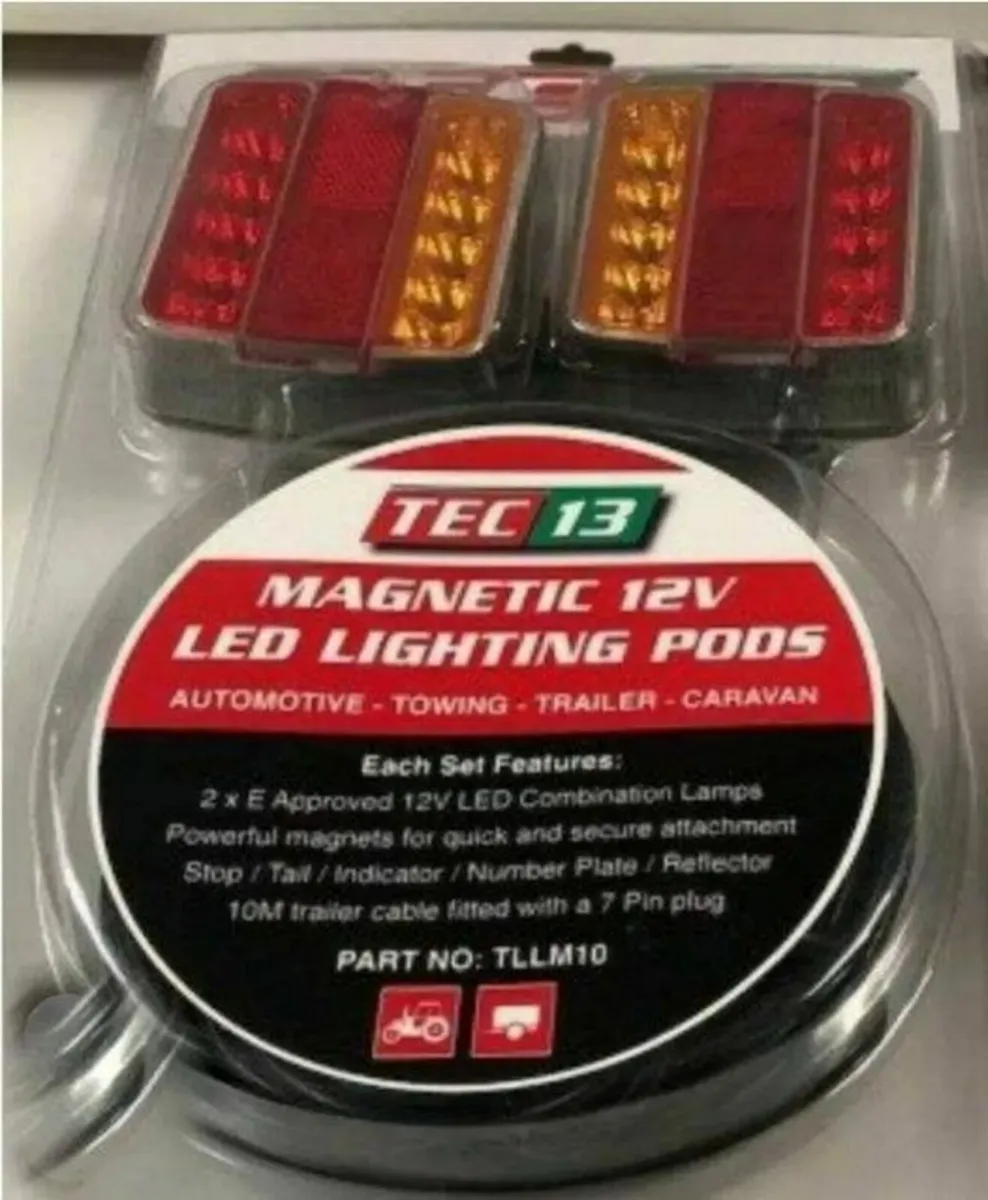 TEC 13
MAGNETIC 12V
LED LIGHTING PODS
AUTOMOTIVE - TOWING - TRAILER - CARAVAN
Each Set Features:
2 x E Approved 12V LED Combination Lamps
Powerful magnets for quick and secure attachment
Stop / Tail / Indicator / Number Plate / Reflector
10M trailer cable fitted with a 7 Pin plug
PART NO: TLLM10